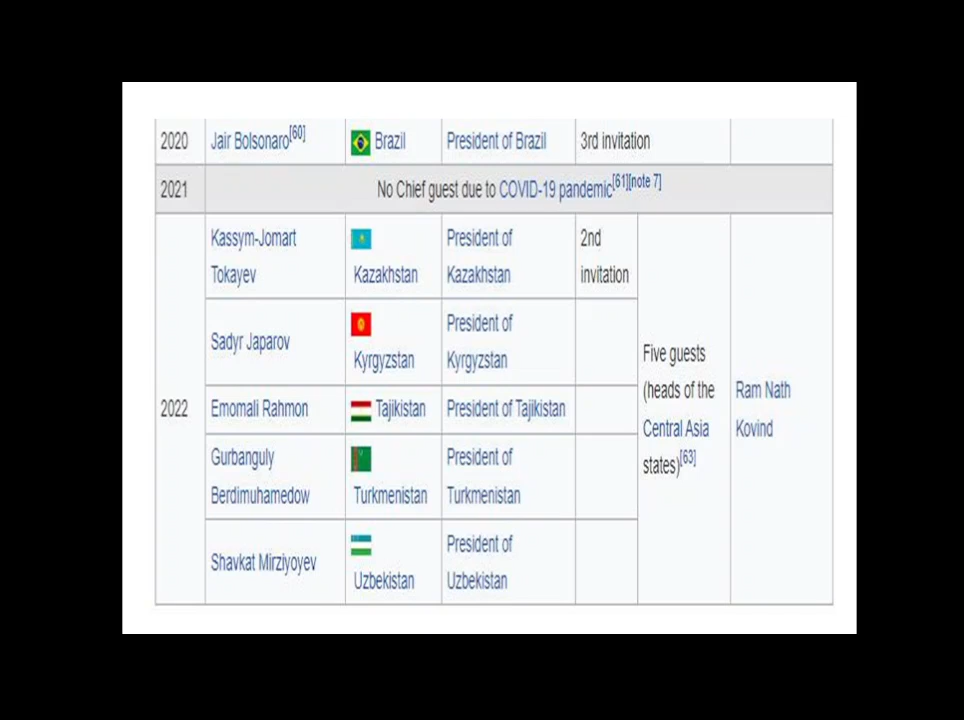 2020 Jair Bolsonaro[60] Brazil President of Brazil 3rd invitation
2021 No Chief guest due to COVID-19 pandemic[61][note 7]
2022
Kassym-Jomart
Tokayev
Kazakhstan
President of
Kazakhstan
2nd
invitation
Sadyr Japarov
Kyrgyzstan
President of
Kyrgyzstan
Emomali Rahmon Tajikistan President of Tajikistan
Gurbanguly
Berdimuhamedow
Turkmenistan
President of
Turkmenistan
Shavkat Mirziyoyev
Uzbekistan
President of
Uzbekistan
Five guests
(heads of the
Central Asia
states)[63]
Ram Nath
Kovind